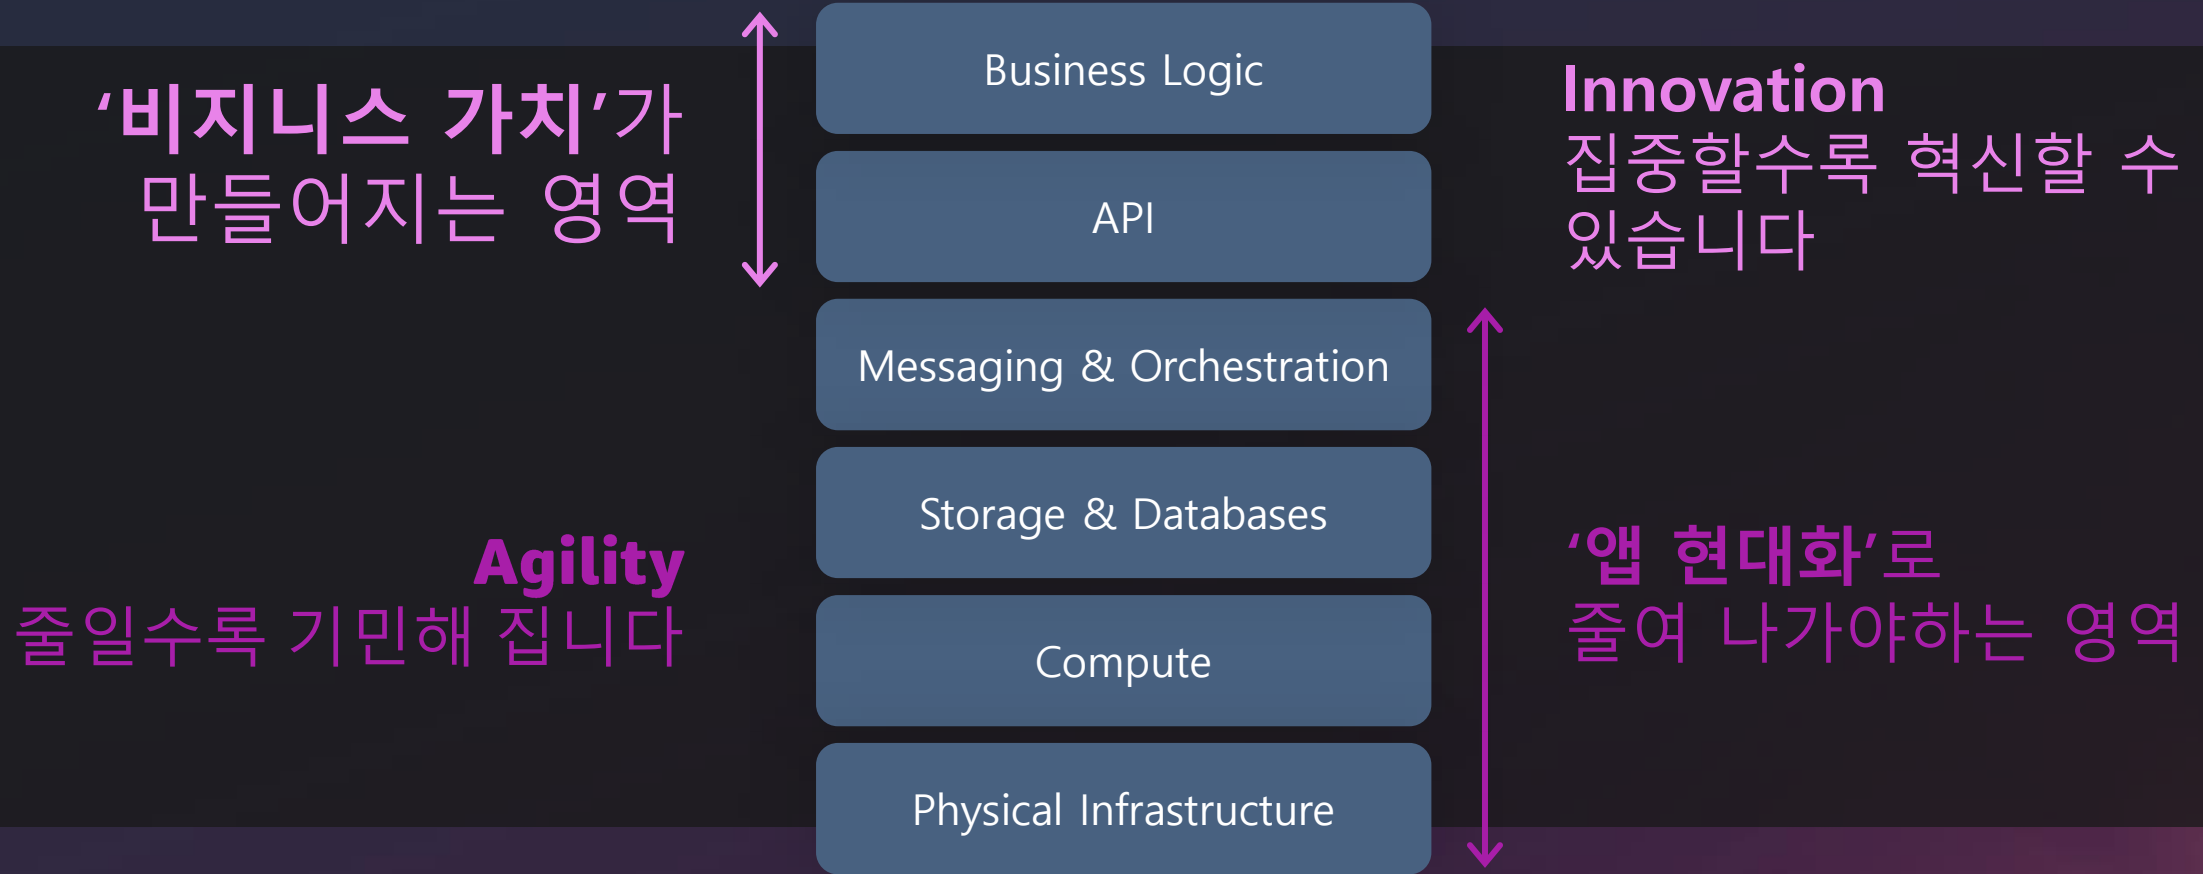 ‘비지니스 가치’가
만들어지는 영역
Business Logic
API
Innovation
집중할수록 혁신할 수
있습니다
Messaging & Orchestration
Storage & Databases
Compute
Physical Infrastructure
Agility
줄일수록 기민해 집니다
‘앱 현대화’로
줄여 나가야하는 영역